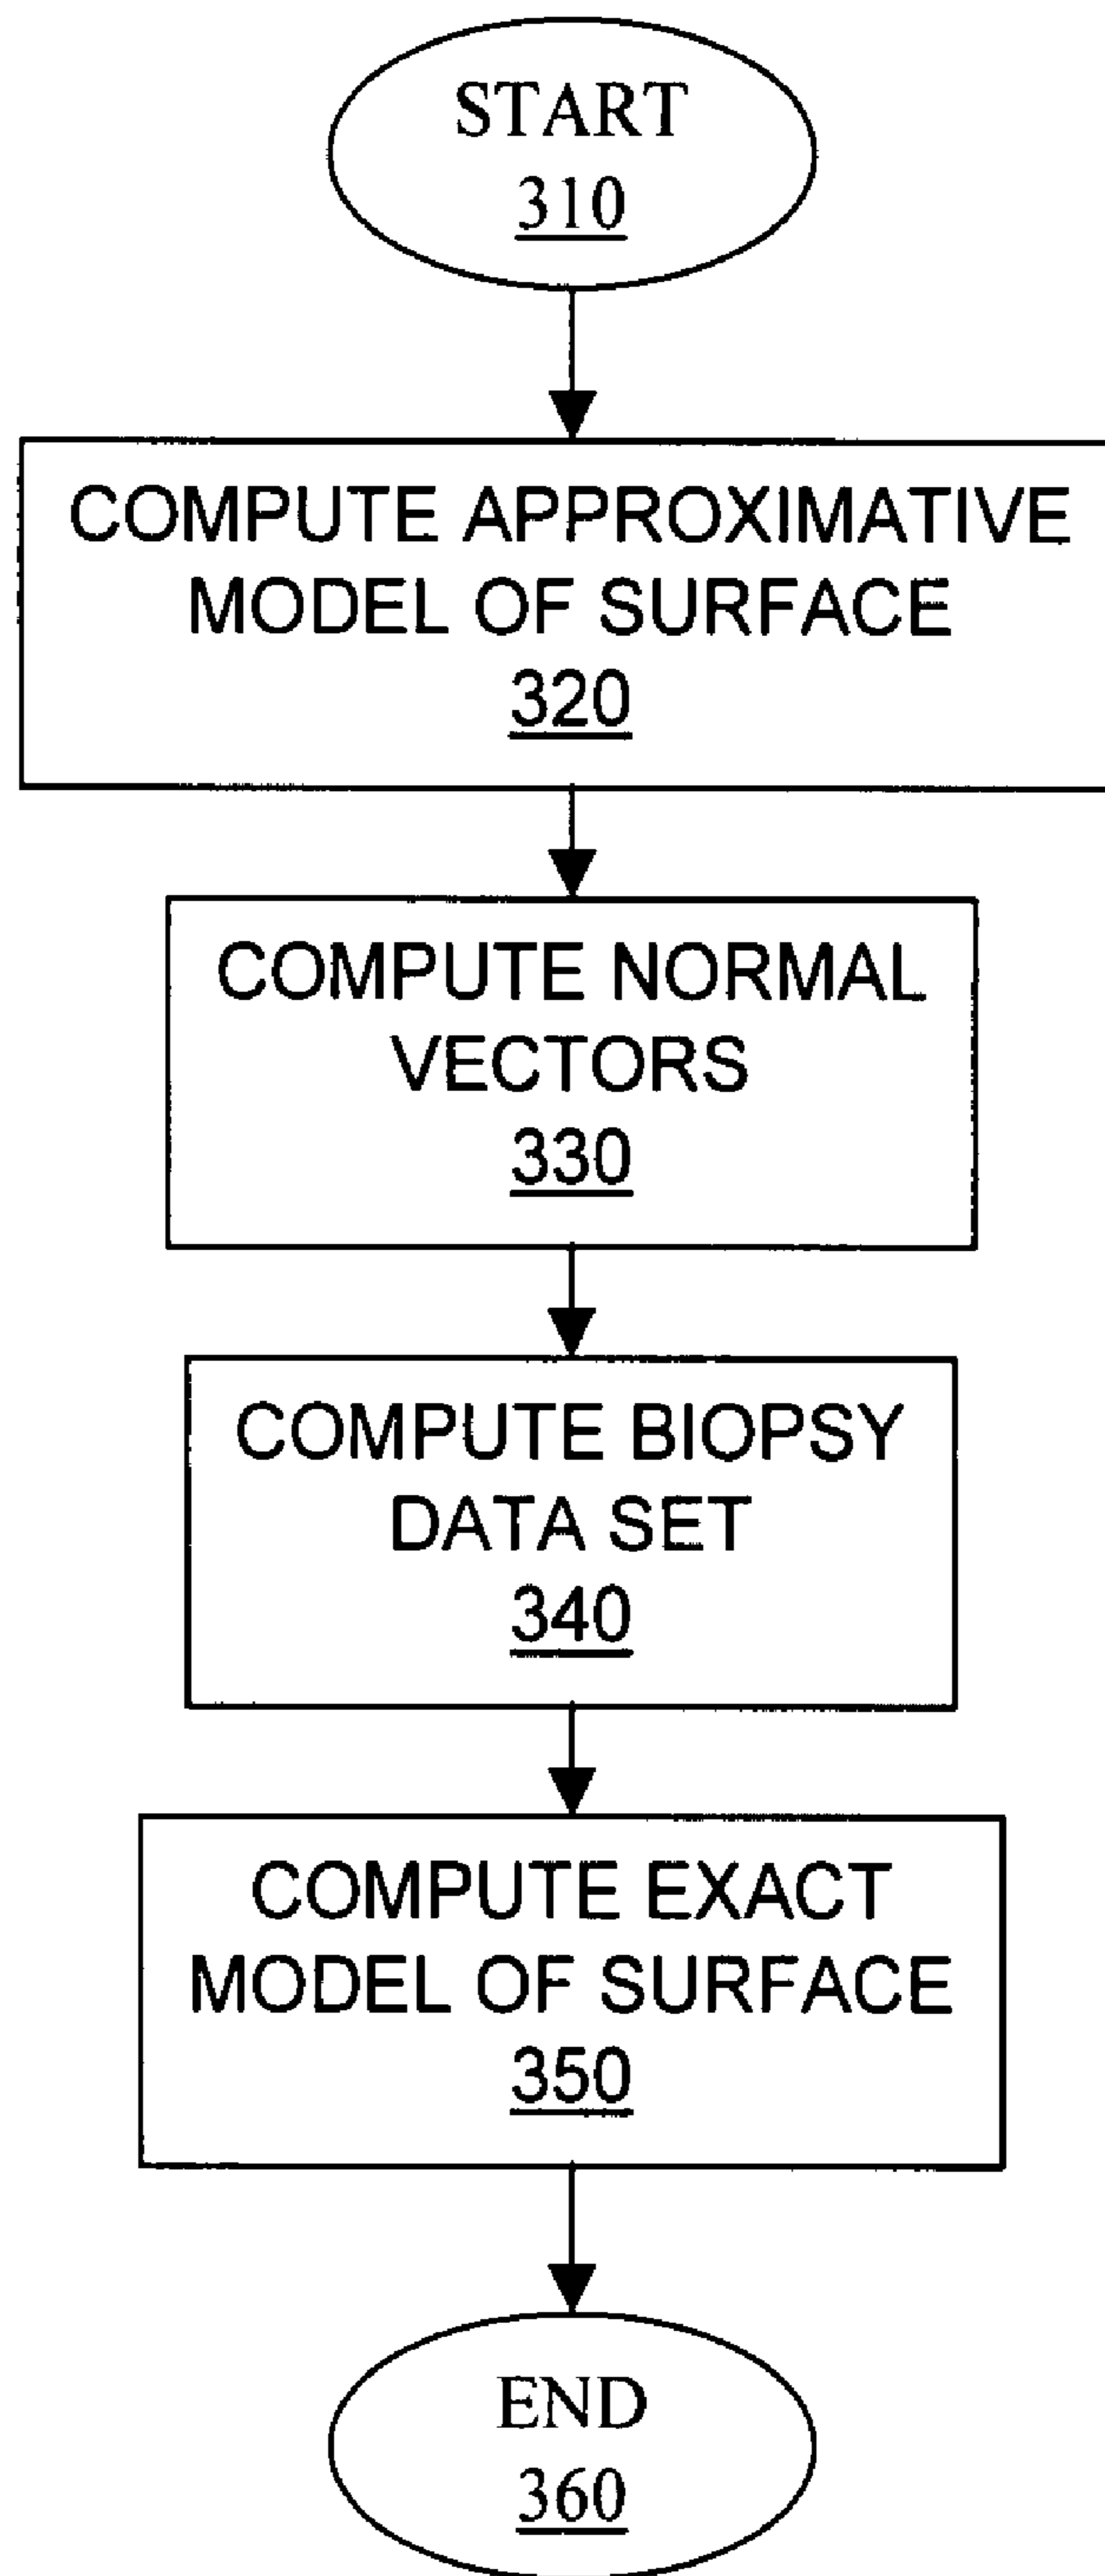 START
310
COMPUTE APPROXIMATIVE
MODEL OF SURFACE
320
COMPUTE NORMAL
VECTORS
330
COMPUTE BIOPSY
DATA SET
340
COMPUTE EXACT
MODEL OF SURFACE
350
END
360